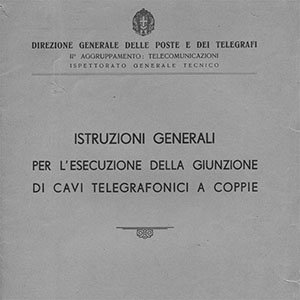 DIREZIONE GENERALE DELLE POSTE E DEI TELEGRAFI
IIº AGGRUPPAMENTO: TELECOMUNICAZIONI
ISPETTORATO GENERALE TECNICO
ISTRUZIONI GENERALI
PER L'ESECUZIONE DELLA GIUNZIONE
DI CAVI TELEGRAFONICI A COPPIE